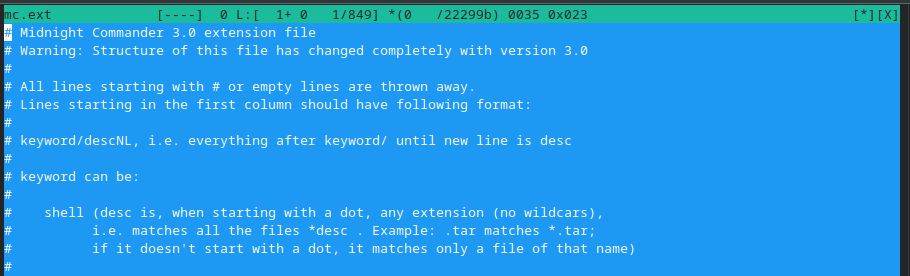 mc.ext [----] 0 L:[ 1+ 0 1/849] *(0 /22299b) 0035 0x023 [*][X]
# Midnight Commander 3.0 extension file
# Warning: Structure of this file has changed completely with version 3.0
#
# All lines starting with # or empty lines are thrown away.
# Lines starting in the first column should have following format:
#
# keyword/descNL, i.e. everything after keyword/ until new line is desc
#
# keyword can be:
#
#    shell (desc is, when starting with a dot, any extension (no wildcars),
#          i.e. matches all the files *desc . Example: .tar matches *.tar;
#          if it doesn't start with a dot, it matches only a file of that name)
#